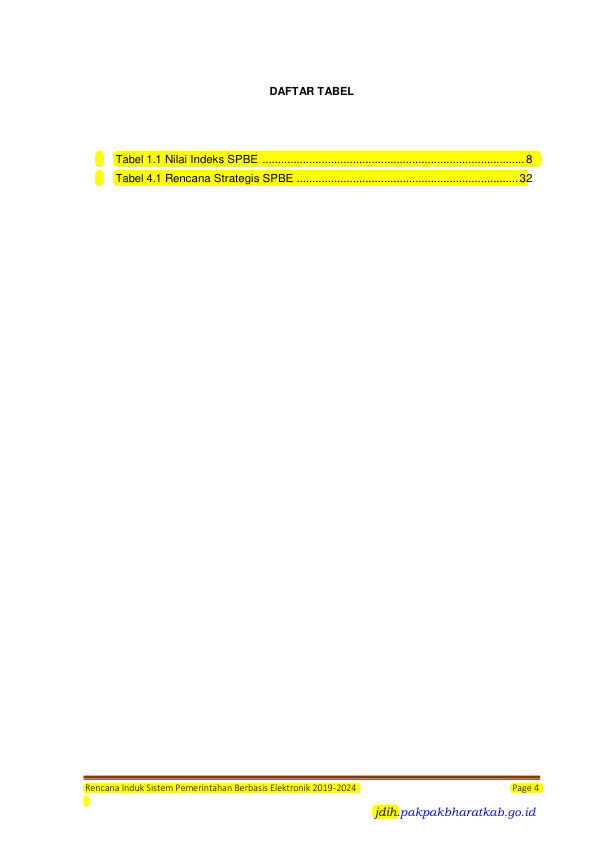 DAFTAR TABEL
Tabel 1.1 Nilai Indeks SPBE ..................................................................................... 8
Tabel 4.1 Rencana Strategis SPBE ........................................................................ 32
Rencana Induk Sistem Pemerintahan Berbasis Elektronik 2019-2024 Page 4
jdih.pakpakbharatkab.go.id